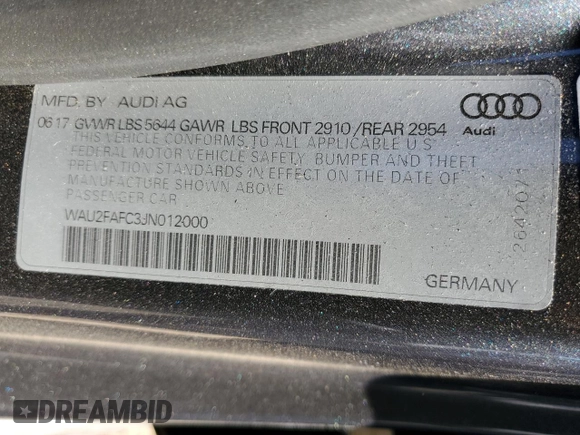 MFD. BY AUDI AG
06 17 GVWR LBS 5644 GAWR LBS FRONT 2910 /REAR 2954
THIS VEHICLE CONFORMS TO ALL APPLICABLE U.S
FEDERAL MOTOR VEHICLE SAFETY, BUMPER AND THEFT
PREVENTION STANDARDS IN EFFECT ON THE DATE OF
MANUFACTURE SHOWN ABOVE
PASSENGER CAR
WAU2FAFC3JN012000
Audi
GERMANY
DREAMBID